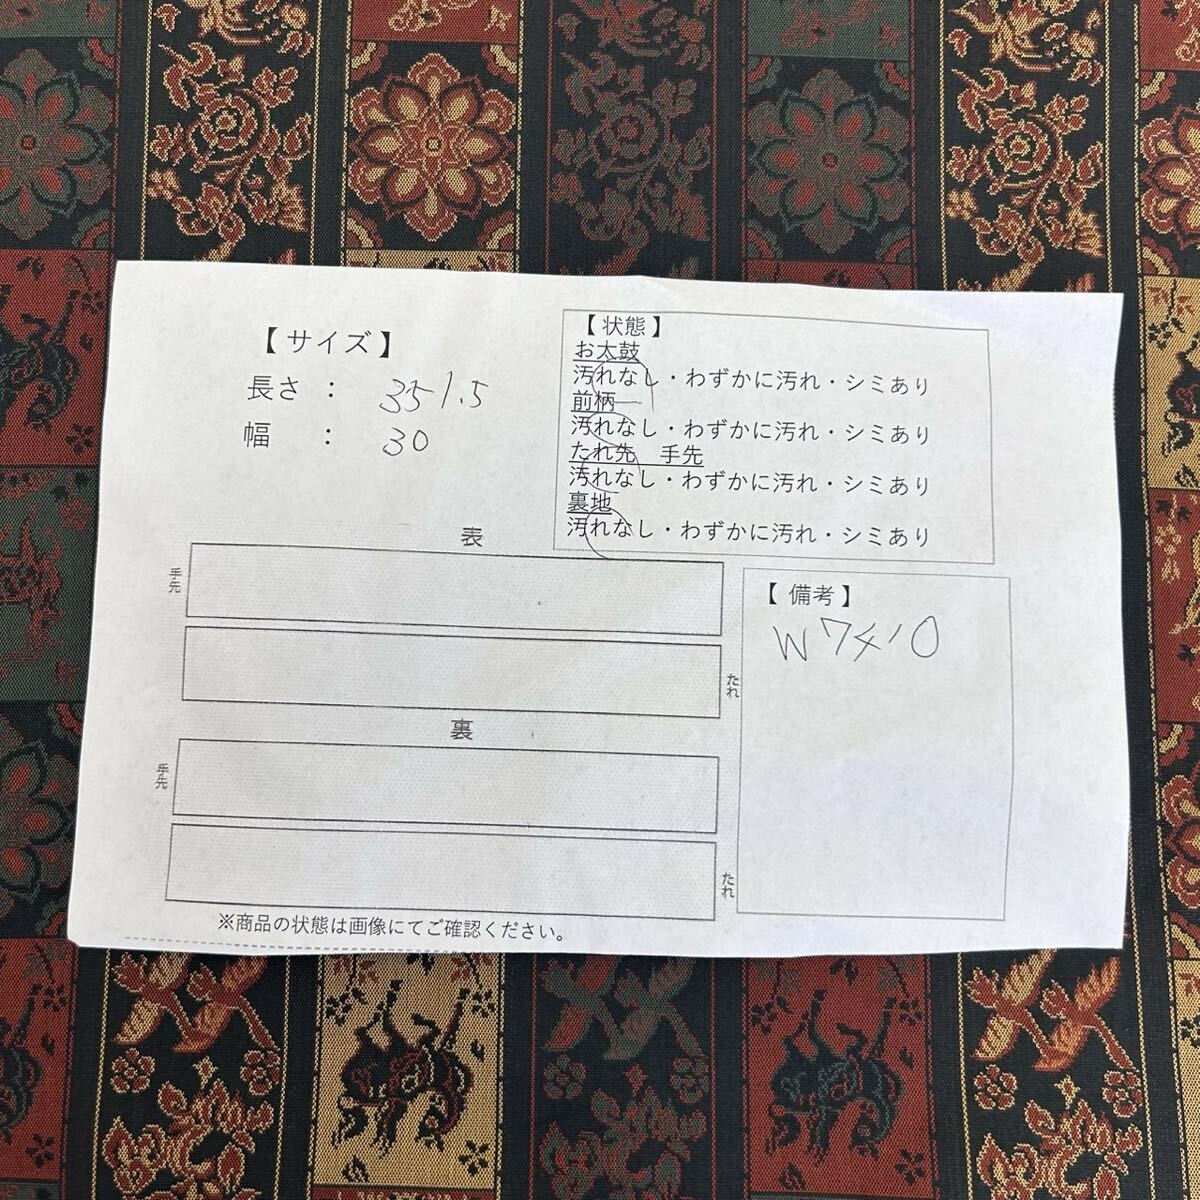 【 サイズ 】
長さ ： 351.5
幅 ： 30
【 状態 】
お太鼓
汚れなし・わずかに汚れ・シミあり
前柄
汚れなし・わずかに汚れ・シミあり
たれ先　手先
汚れなし・わずかに汚れ・シミあり
裏地
汚れなし・わずかに汚れ・シミあり
表
手先
たれ
裏
手先
たれ
【 備考 】
W7410
※商品の状態は画像にてご確認ください。